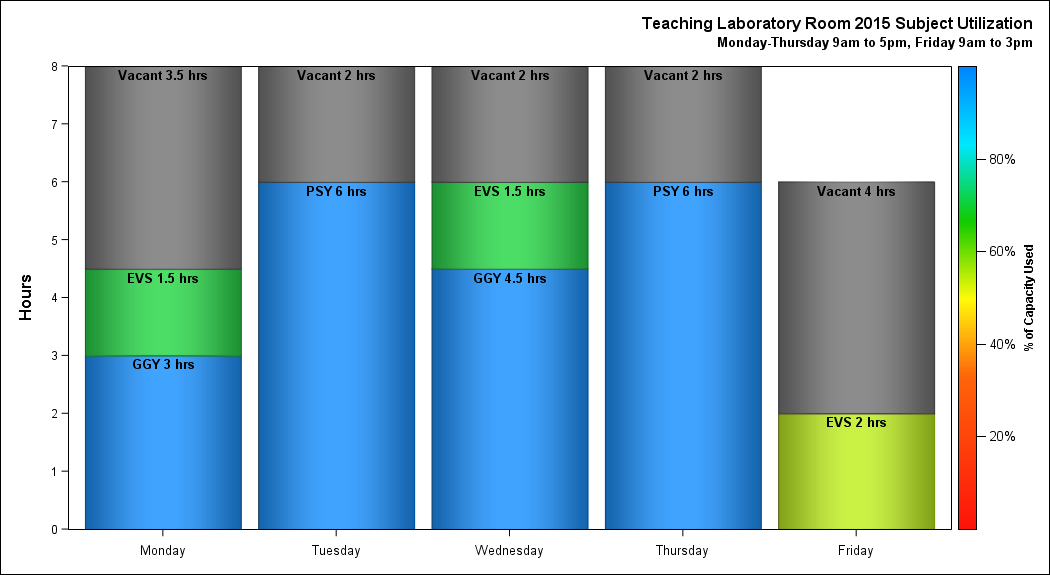 Teaching Laboratory Room 2015 Subject Utilization
Monday-Thursday 9am to 5pm, Friday 9am to 3pm
Hours
8
7
6
5
4
3
2
1
0
Vacant 3.5 hrs
EVS 1.5 hrs
GGY 3 hrs
Vacant 2 hrs
PSY 6 hrs
Vacant 2 hrs
EVS 1.5 hrs
GGY 4.5 hrs
Vacant 2 hrs
PSY 6 hrs
Vacant 4 hrs
EVS 2 hrs
Monday
Tuesday
Wednesday
Thursday
Friday
80%
60%
40%
20%
% of Capacity Used